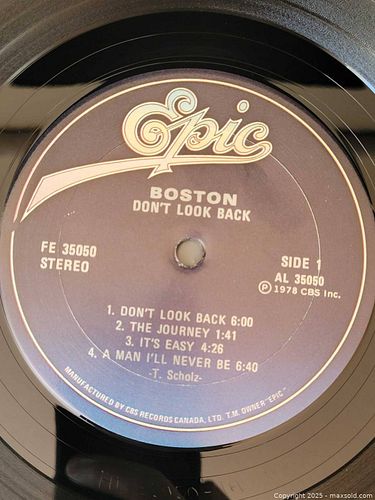 Epic
BOSTON
DON'T LOOK BACK
FE 35050
STEREO
SIDE 1
AL 35050
Ⓟ 1978 CBS Inc.
1. DON'T LOOK BACK 6:00
2. THE JOURNEY 1:41
3. IT'S EASY 4:26
4. A MAN I'LL NEVER BE 6:40
-T. Scholz-
MANUFACTURED BY CBS RECORDS CANADA, LTD. T.M. OWNER "EPIC"
Copyright 2025 - maxsold.com